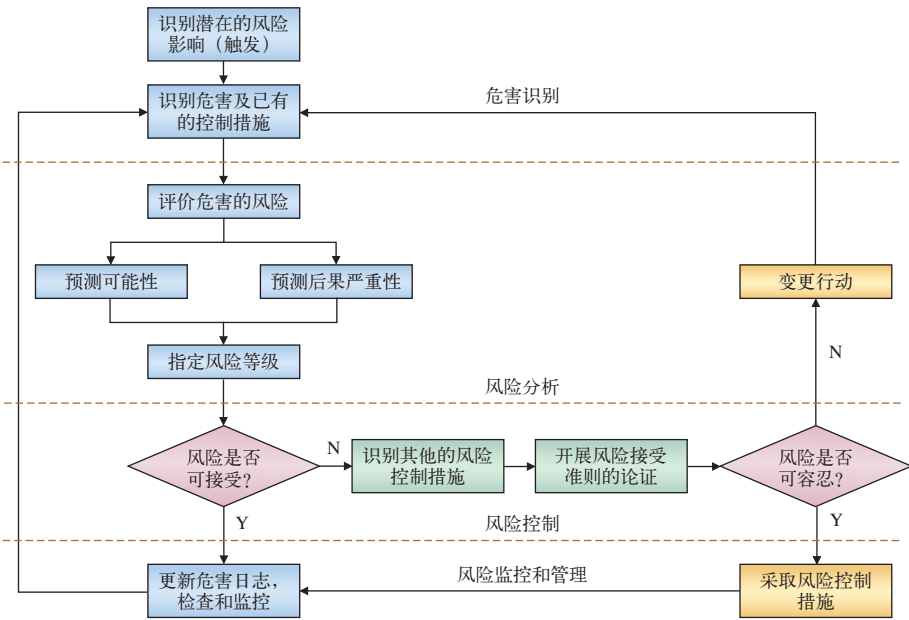 识别潜在的风险
影响（触发）
识别危害及已有
的控制措施
危害识别
评价危害的风险
预测可能性
预测后果严重性
变更行动
指定风险等级
N
风险分析
风险是否
可接受？
N
识别其他的风险
控制措施
开展风险接受
准则的论证
风险是否
可容忍？
Y
风险控制
Y
更新危害日志，
检查和监控
风险监控和管理
采取风险控制
措施